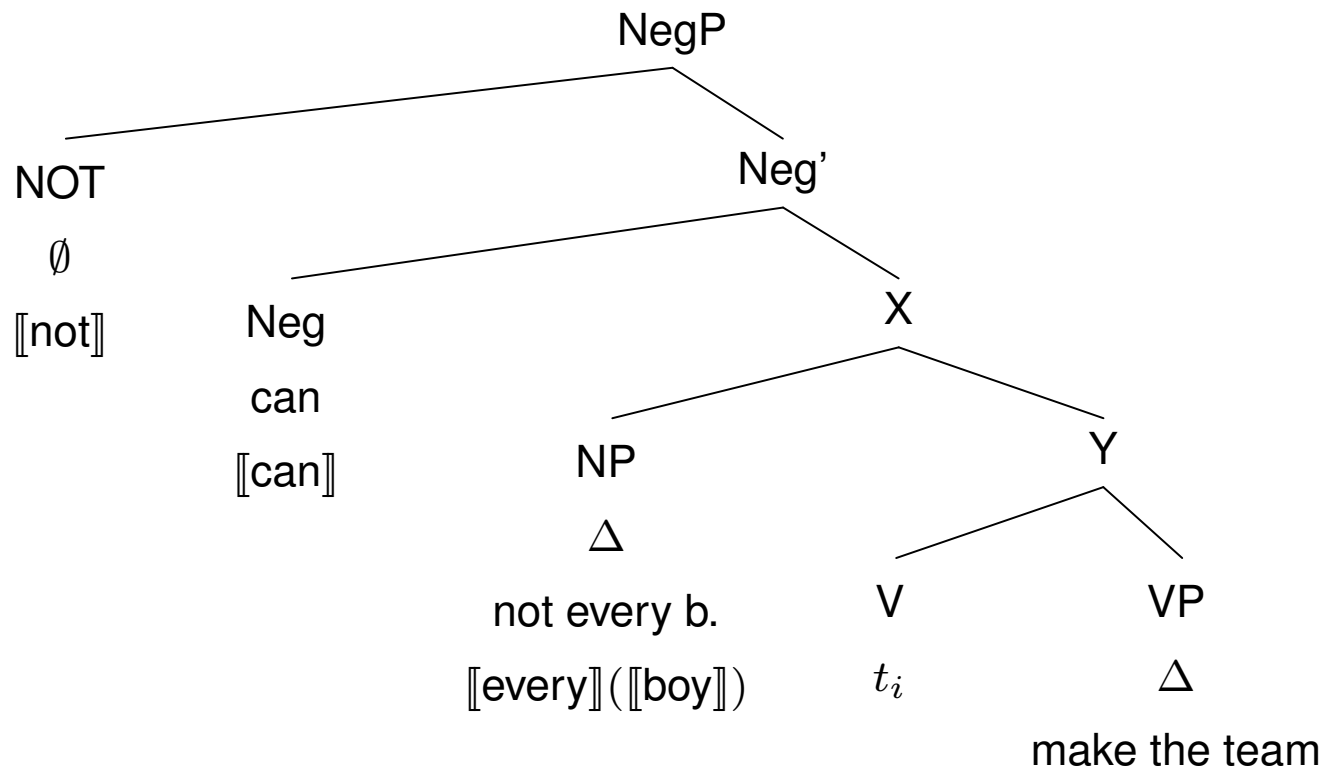 NegP
NOT Neg’
∅
⟦not⟧ Neg X
can
⟦can⟧ NP Y
Δ
not every b. V VP
⟦every⟧(⟦boy⟧) tᵢ Δ
make the team